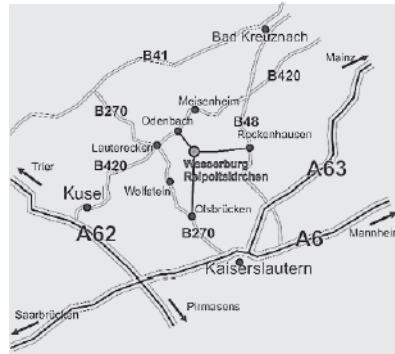 Bad Kreuznach
B41
Mainz
B420
B270
Meisenheim
Odenbach
B48
Rockenhausen
Lauterecken
Wasserburg
Reipoltskirchen
A63
Trier
B420
Wolfstein
Kusel
Olsbrücken
A62
B270
A6
Mannheim
Kaiserslautern
Saarbrücken
Pirmasens